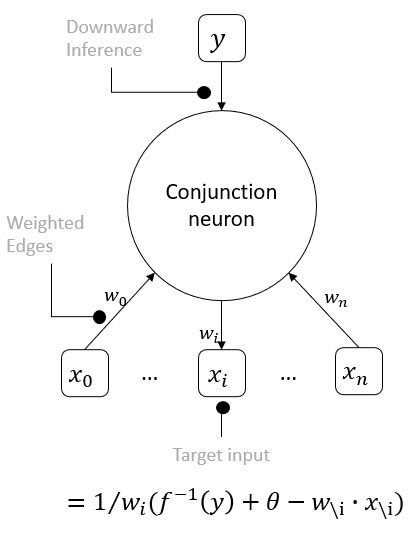 Downward
Inference
y
Conjunction
neuron
Weighted
Edges
w₀
wᵢ
wₙ
x₀ ... xᵢ ... xₙ
Target input
= 1/wᵢ(f⁻¹(y) + θ − w\i · x\i)